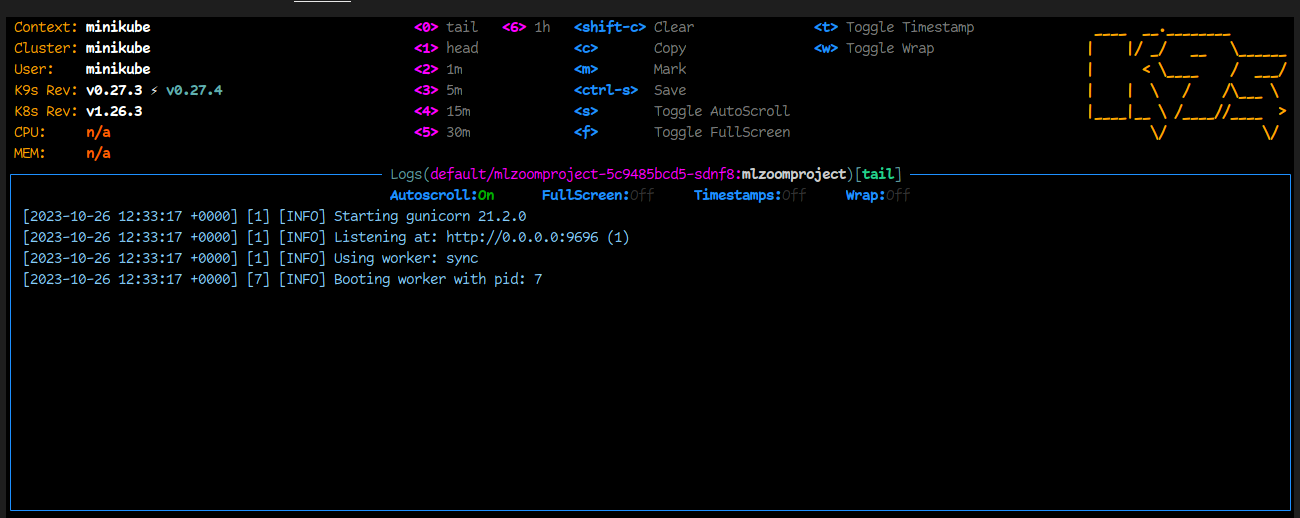 Context: minikube <0> tail <6> 1h <shift-c> Clear <t> Toggle Timestamp
Cluster: minikube <1> head <c> Copy <w> Toggle Wrap
User: minikube <2> 1m <m> Mark
K9s Rev: v0.27.3 ⚡ v0.27.4 <3> 5m <ctrl-s> Save
K8s Rev: v1.26.3 <4> 15m <s> Toggle AutoScroll
CPU: n/a <5> 30m <f> Toggle FullScreen
MEM: n/a
Logs(default/mlzoomproject-5c9485bcd5-sdnf8:mlzoomproject)[tail]
Autoscroll:On FullScreen:Off Timestamps:Off Wrap:Off
[2023-10-26 12:33:17 +0000] [1] [INFO] Starting gunicorn 21.2.0
[2023-10-26 12:33:17 +0000] [1] [INFO] Listening at: http://0.0.0.0:9696 (1)
[2023-10-26 12:33:17 +0000] [1] [INFO] Using worker: sync
[2023-10-26 12:33:17 +0000] [7] [INFO] Booting worker with pid: 7